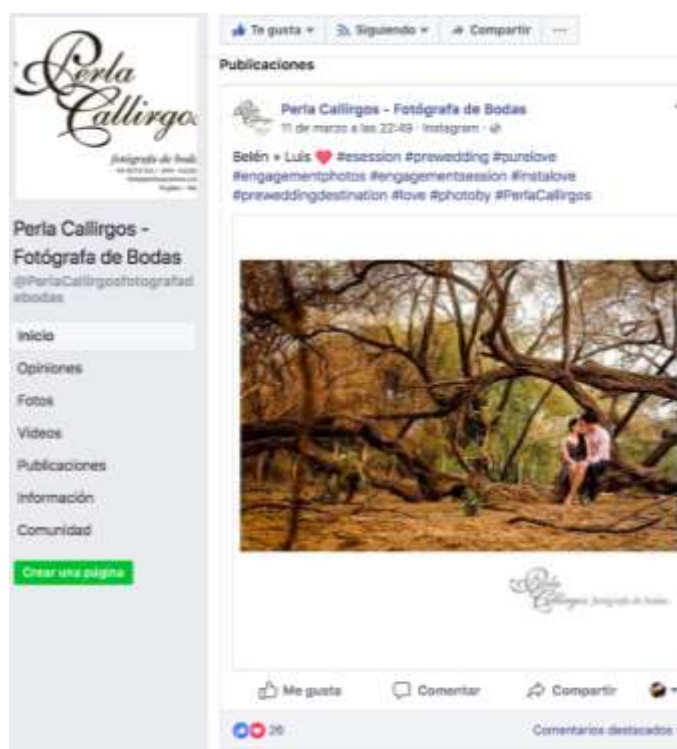 Perla
Callirgos
fotógrafa de bodas
Perla Callirgos -
Fotógrafa de Bodas
@PerlaCallirgosfotografad
ebodas
Inicio
Opiniones
Fotos
Vídeos
Publicaciones
Información
Comunidad
Crear una página
Te gusta
Siguiendo
Compartir
Publicaciones
Perla Callirgos - Fotógrafa de Bodas
11 de marzo a las 22:49 · Instagram ·
Belén + Luis ❤ #esession #prewedding #purelove
#engagementphotos #engagementsession #instalove
#preweddingdestination #love #photoby #PerlaCallirgos
Perla
Callirgos fotógrafa de bodas
Me gusta
Comentar
Compartir
26
Comentarios destacados